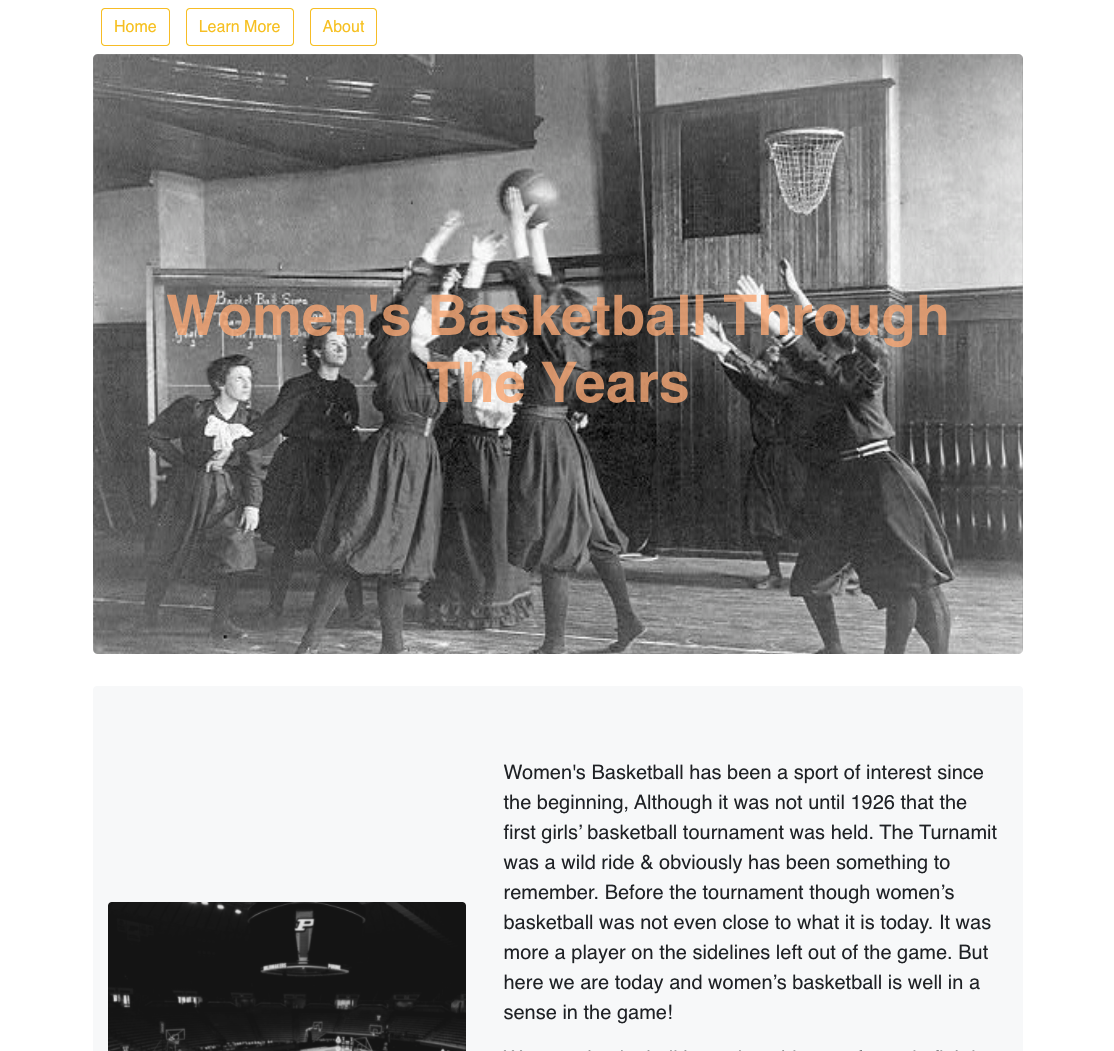 Home
Learn More
About
Basket Ball Score
Women's Basketball Through
The Years
Women's Basketball has been a sport of interest since
the beginning, Although it was not until 1926 that the
first girls’ basketball tournament was held. The Turnamit
was a wild ride & obviously has been something to
remember. Before the tournament though women’s
basketball was not even close to what it is today. It was
more a player on the sidelines left out of the game. But
here we are today and women’s basketball is well in a
sense in the game!
P